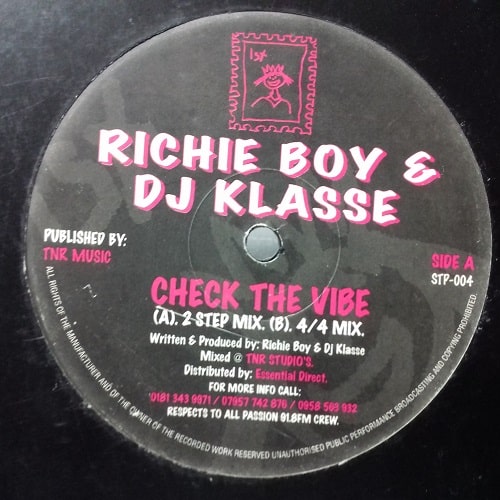 1st
RICHIE BOY &
DJ KLASSE
PUBLISHED BY:
TNR MUSIC
SIDE A
STP-004
CHECK THE VIBE
(A). 2 STEP MIX. (B). 4/4 MIX.
Written & Produced by: Richie Boy & Dj Klasse
Mixed @ TNR STUDIO'S.
Distributed by: Essential Direct.
FOR MORE INFO CALL:
'0181 343 9971 / 07957 742 876 / 0958 565 932
RESPECTS TO ALL PASSION 91.8FM CREW.
ALL RIGHTS OF THE MANUFACTURER AND OF THE OWNER OF THE RECORDED WORK RESERVED UNAUTHORISED PUBLIC PERFORMANCE BROADCASTING AND COPYING PROHIBITED.